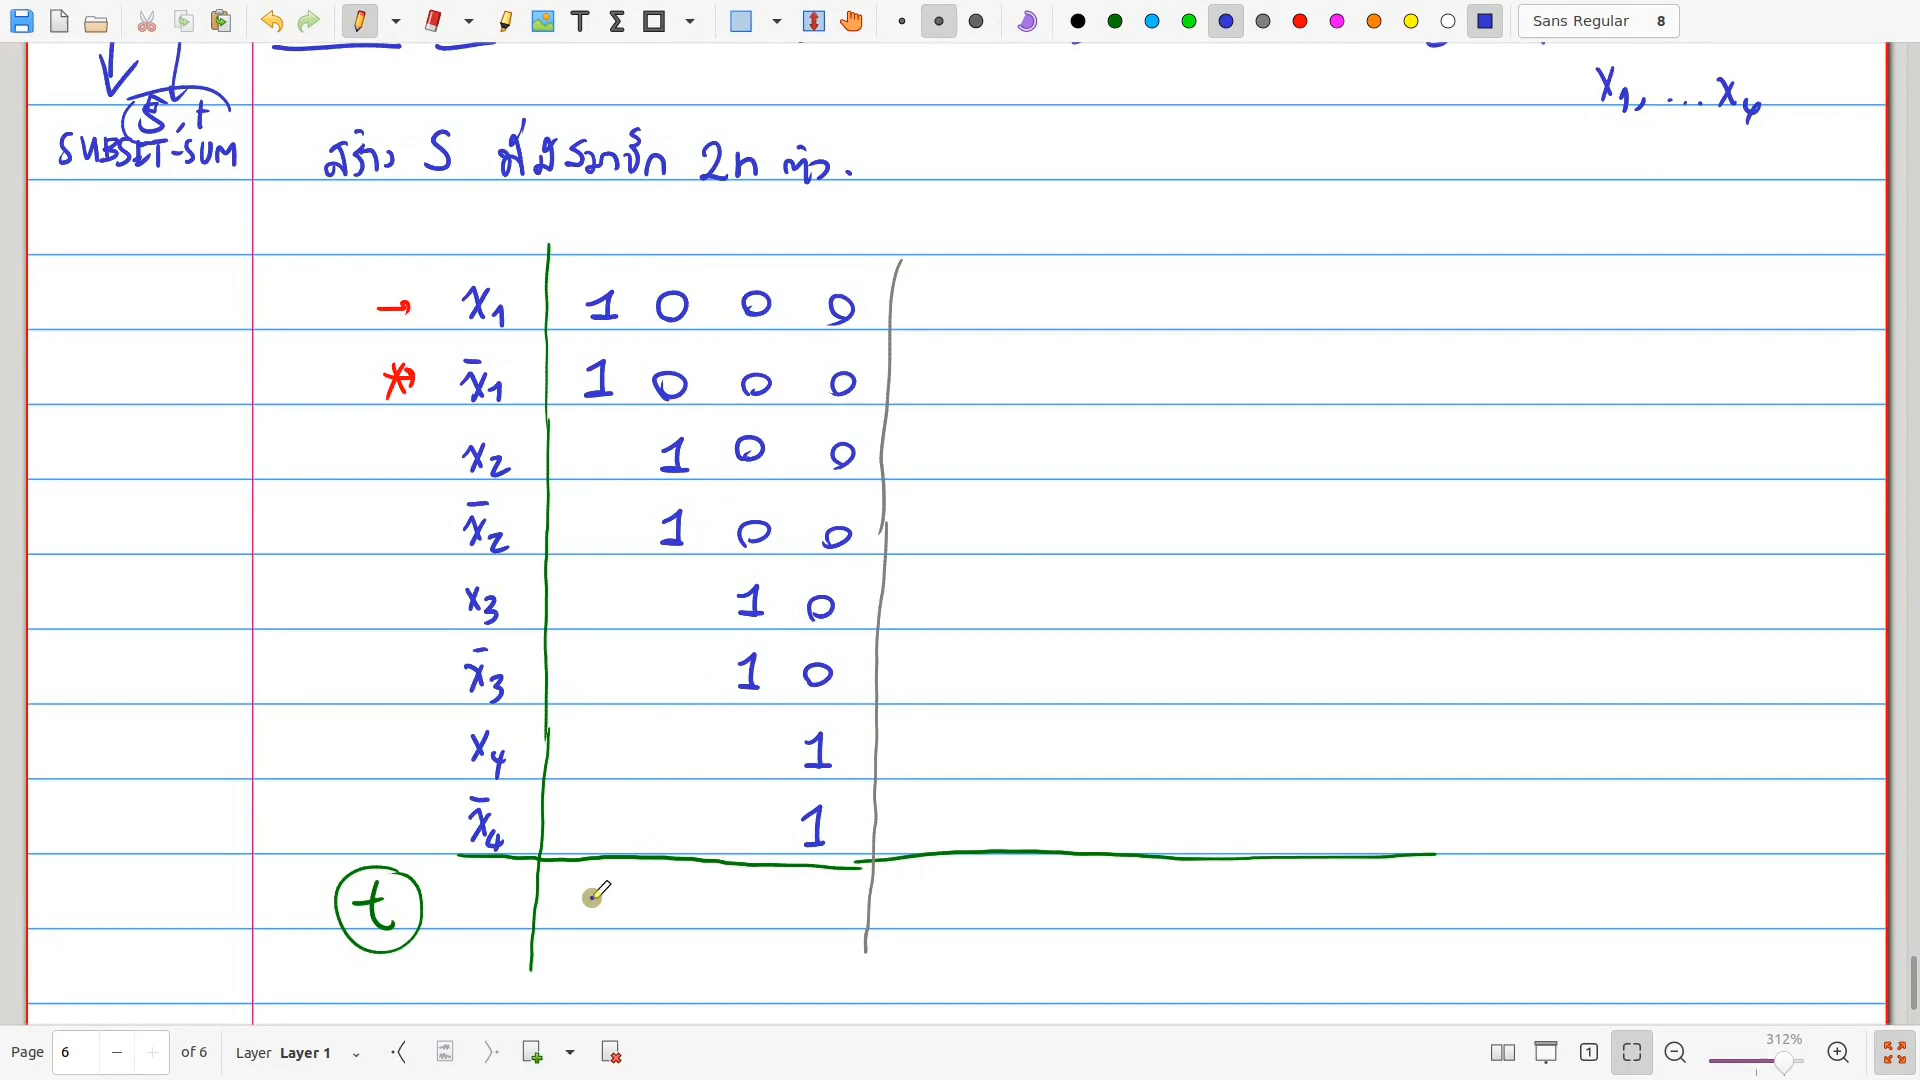 Sans Regular 8
x1, ... x4
S, t
SUBSET-SUM
สร้าง S ที่มีสมาชิก 2n ตัว.
→ x1 1 0 0 0
x̄1 1 0 0 0
x2 1 0 0
x̄2 1 0 0
x3 1 0
x̄3 1 0
x4 1
x̄4 1
t
Page 6 of 6 Layer Layer 1 312%